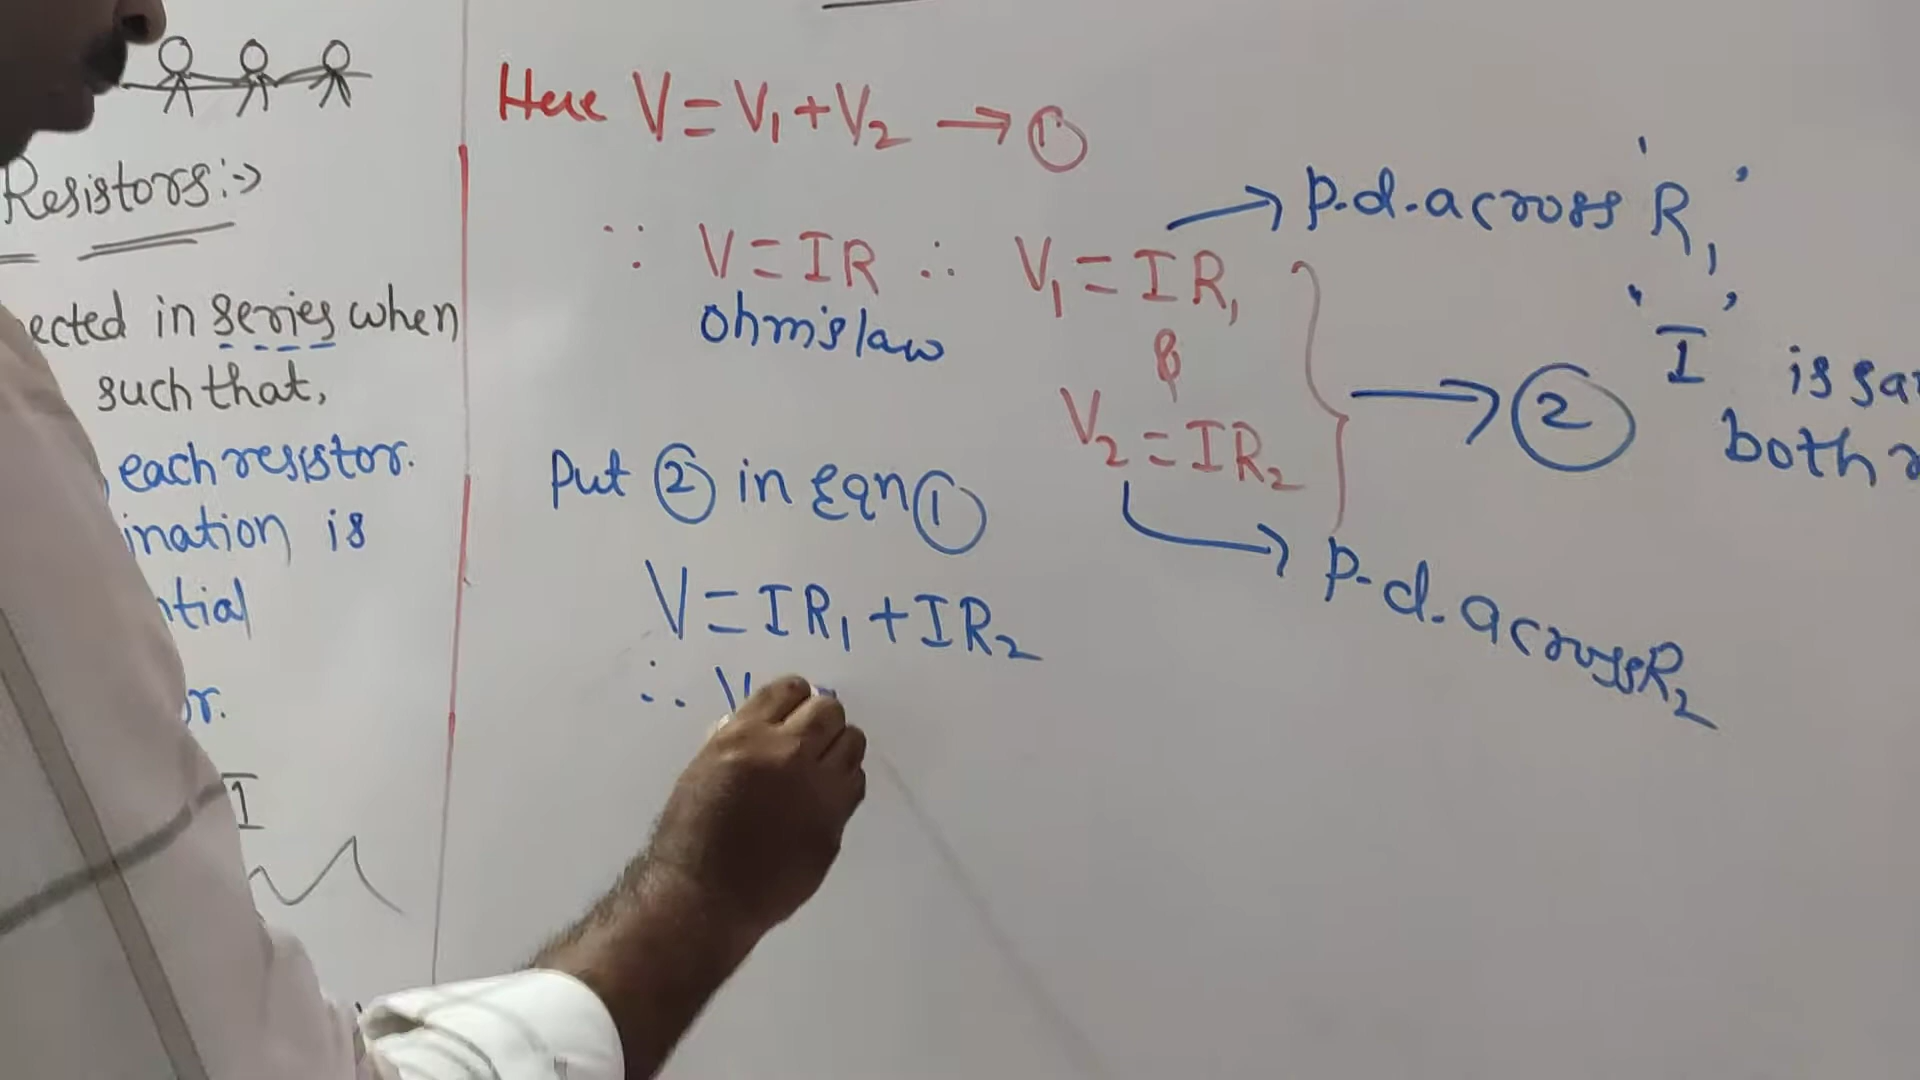 Resistors:->
ected in series when
such that,
each resistor.
ination is
ntial
or.
I
Here V = V₁ + V₂ → ①
∵ V = IR ∴ V₁ = IR₁
ohm's law
&
V₂ = IR₂
→ p.d. across 'R₁'
→ ②
"I" is sa
both r
→ p.d. across R₂
Put ② in Eqn ①
V = IR₁ + IR₂
∴ V